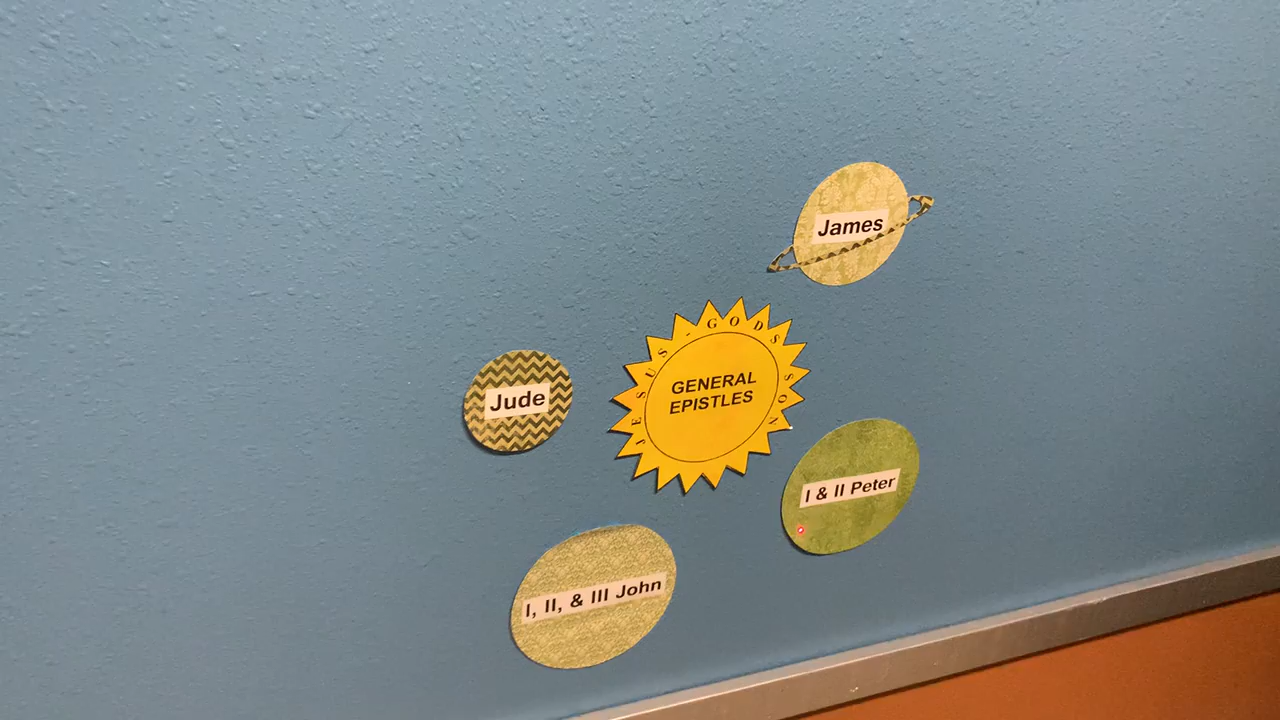 James
JESUS - GODS SON
GENERAL
EPISTLES
Jude
I & II Peter
I, II, & III John